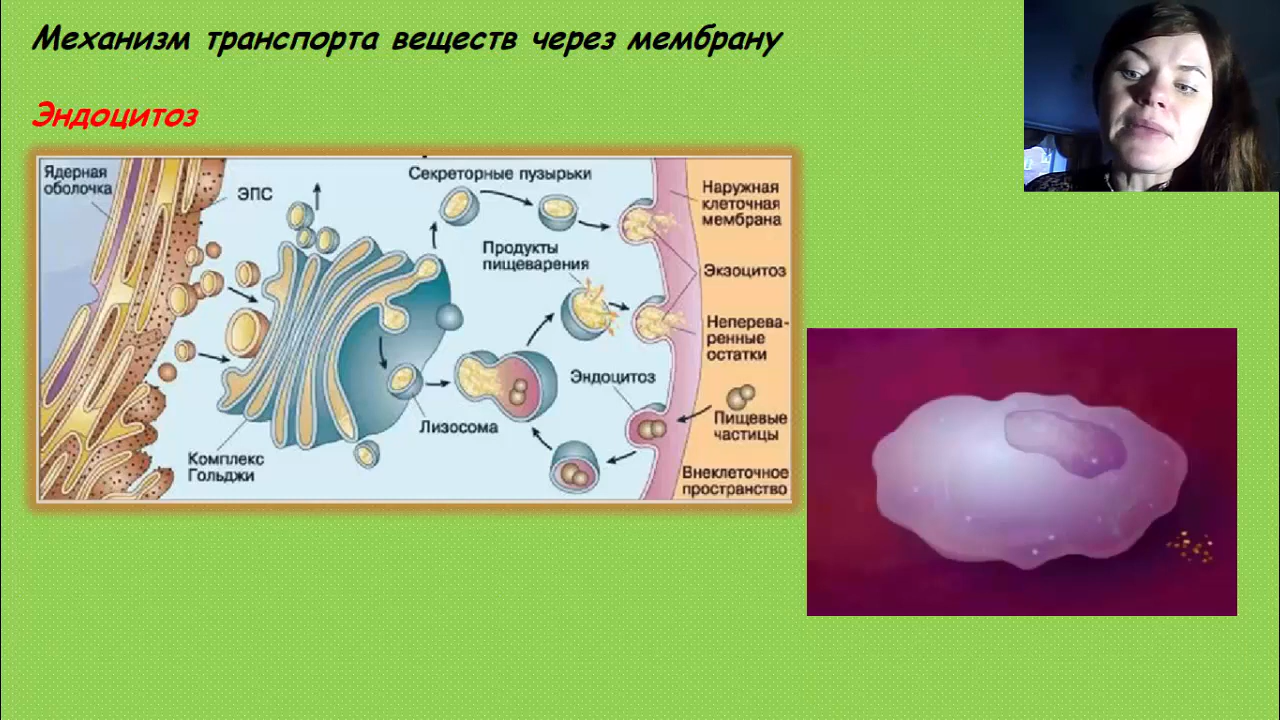 Механизм транспорта веществ через мембрану
Эндоцитоз
Ядерная
оболочка
ЭПС
Секреторные пузырьки
Наружная
клеточная
мембрана
Продукты
пищеварения
Экзоцитоз
Неперева-
ренные
остатки
Эндоцитоз
Пищевые
частицы
Лизосома
Комплекс
Гольджи
Внеклеточное
пространство